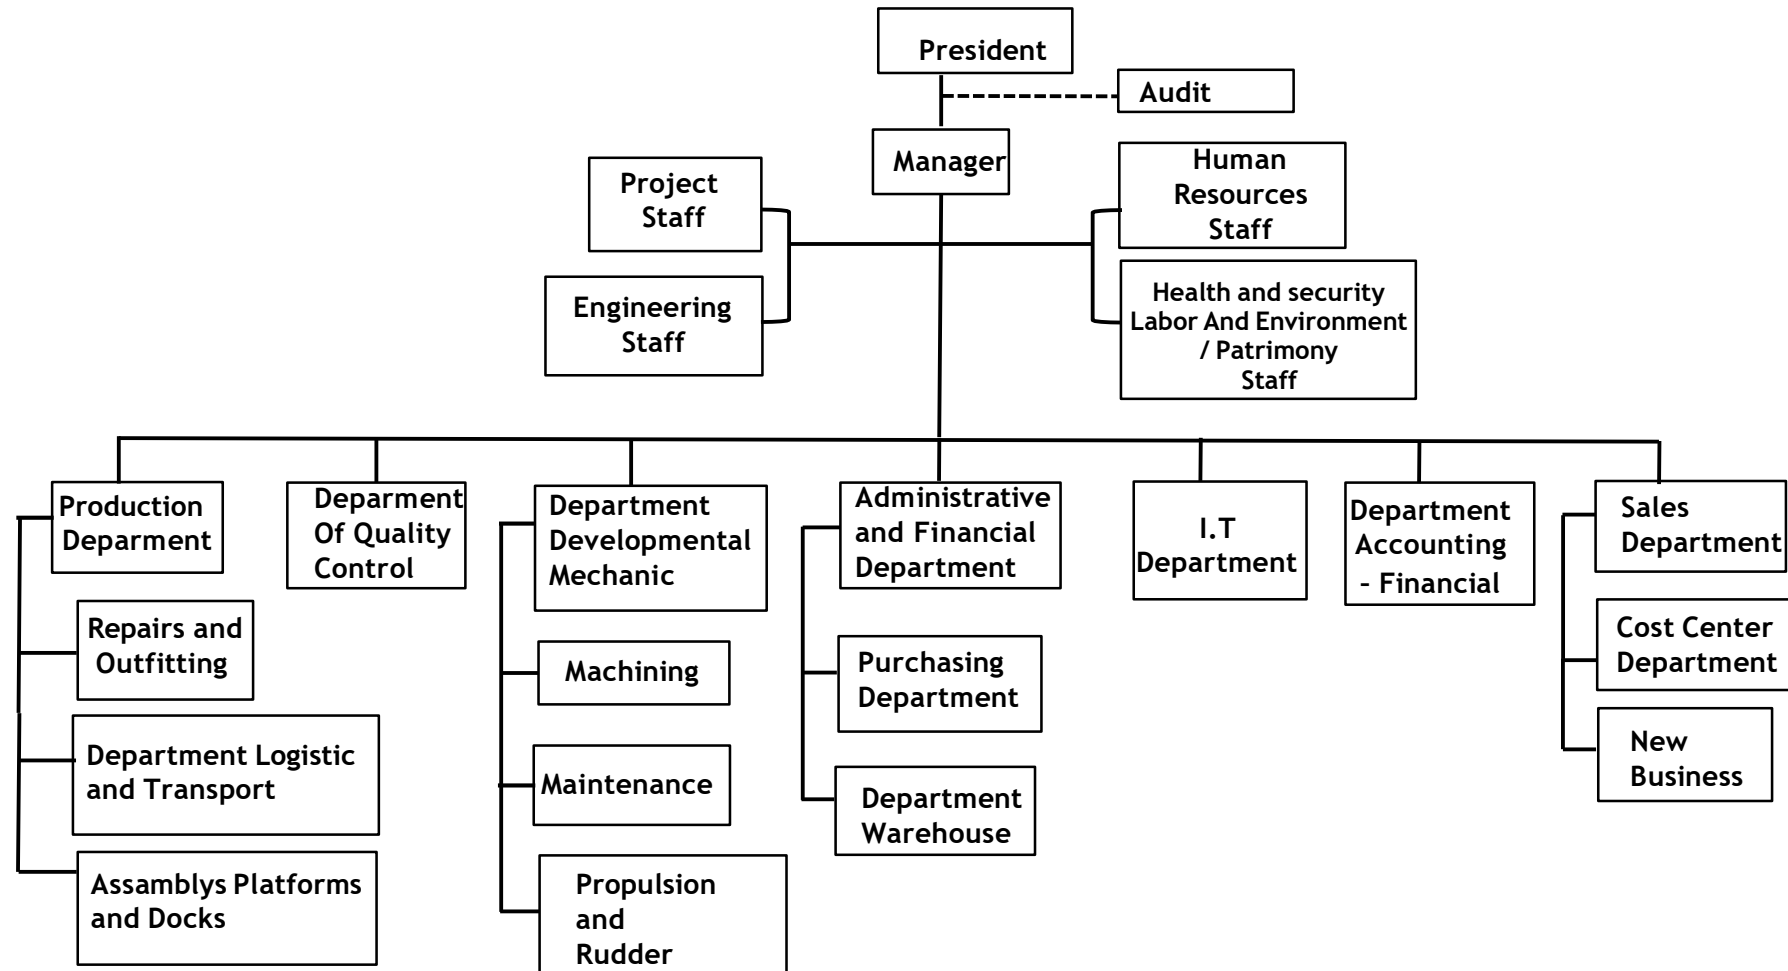 President
Audit
Manager
Project
Staff
Human
Resources
Staff
Engineering
Staff
Health and security
Labor And Environment
/ Patrimony
Staff
Production
Deparment
Deparment
Of Quality
Control
Department
Developmental
Mechanic
Administrative
and Financial
Department
I.T
Department
Department
Accounting
- Financial
Sales
Department
Repairs and
Outfitting
Machining
Purchasing
Department
Cost Center
Department
Department Logistic
and Transport
Maintenance
Department
Warehouse
New
Business
Assamblys Platforms
and Docks
Propulsion
and
Rudder